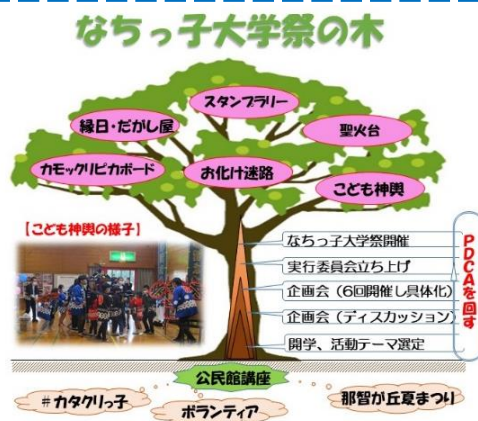 なちっ子大学祭の木
スタンプラリー
縁日・だがし屋
聖火台
カモックリピカボード
お化け迷路
こども神輿
【こども神輿の様子】
なちっ子大学祭開催
実行委員会立ち上げ
企画会（6回開催し具体化）
企画会（ディスカッション）
開学、活動テーマ選定
PDCAを回す
公民館講座
#カタクリっ子
ボランティア
那智が丘夏まつり